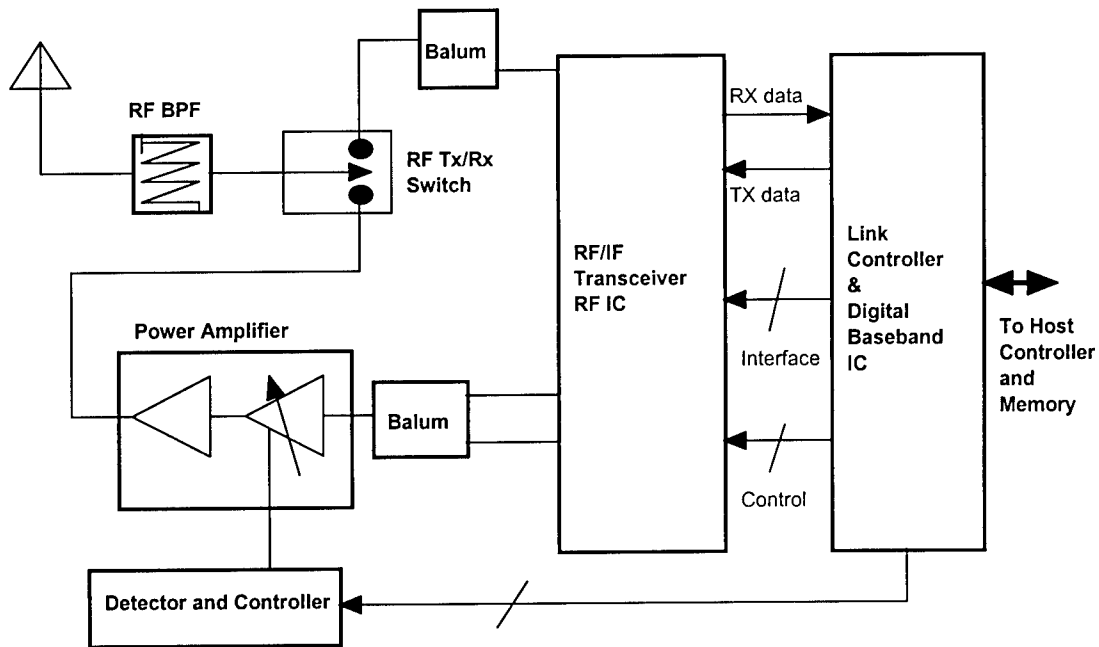 Balum
RF BPF
RF Tx/Rx
Switch
RX data
TX data
RF/IF
Transceiver
RF IC
Link
Controller
&
Digital
Baseband
IC
Interface
Control
To Host
Controller
and
Memory
Power Amplifier
Balum
Detector and Controller